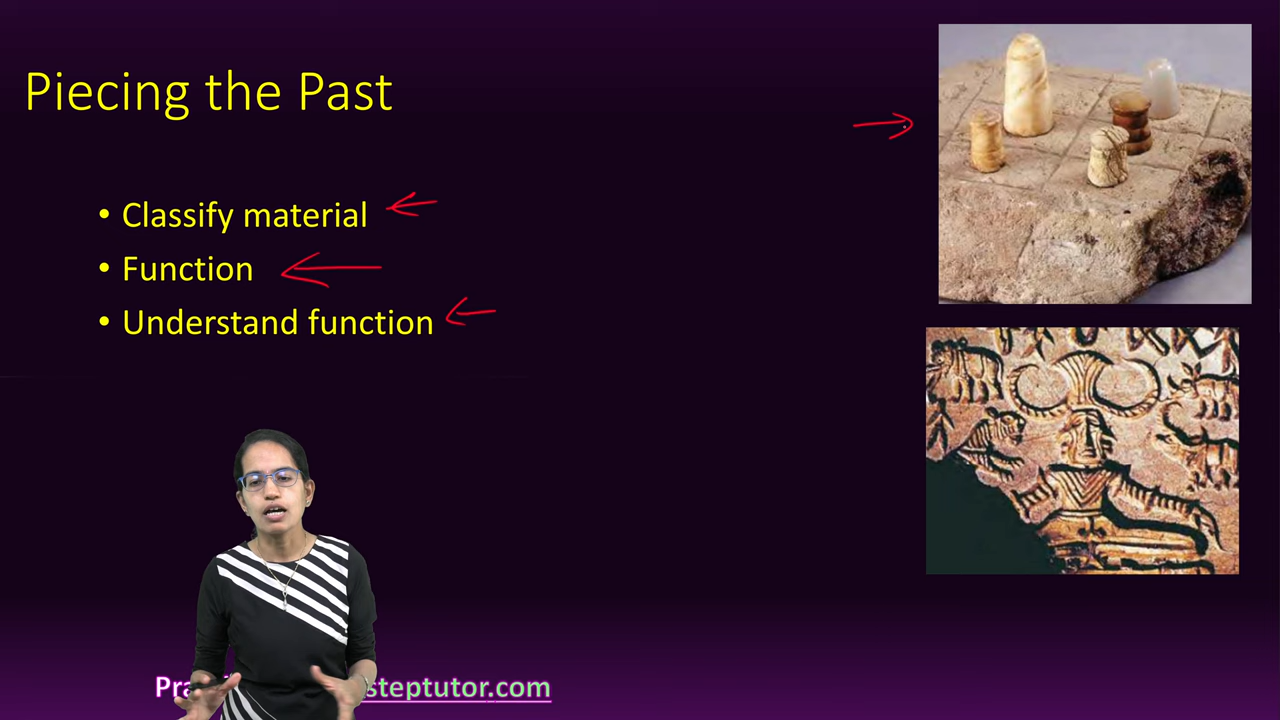 Piecing the Past
• Classify material
• Function
• Understand function
steptutor.com